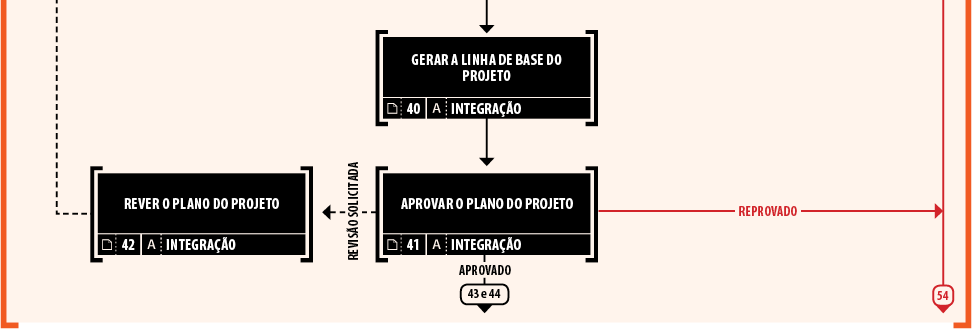 GERAR A LINHA DE BASE DO
PROJETO
40 A INTEGRAÇÃO
REVISÃO SOLICITADA
REVER O PLANO DO PROJETO
APROVAR O PLANO DO PROJETO
REPROVADO
42 A INTEGRAÇÃO
41 A INTEGRAÇÃO
APROVADO
43 e 44
54